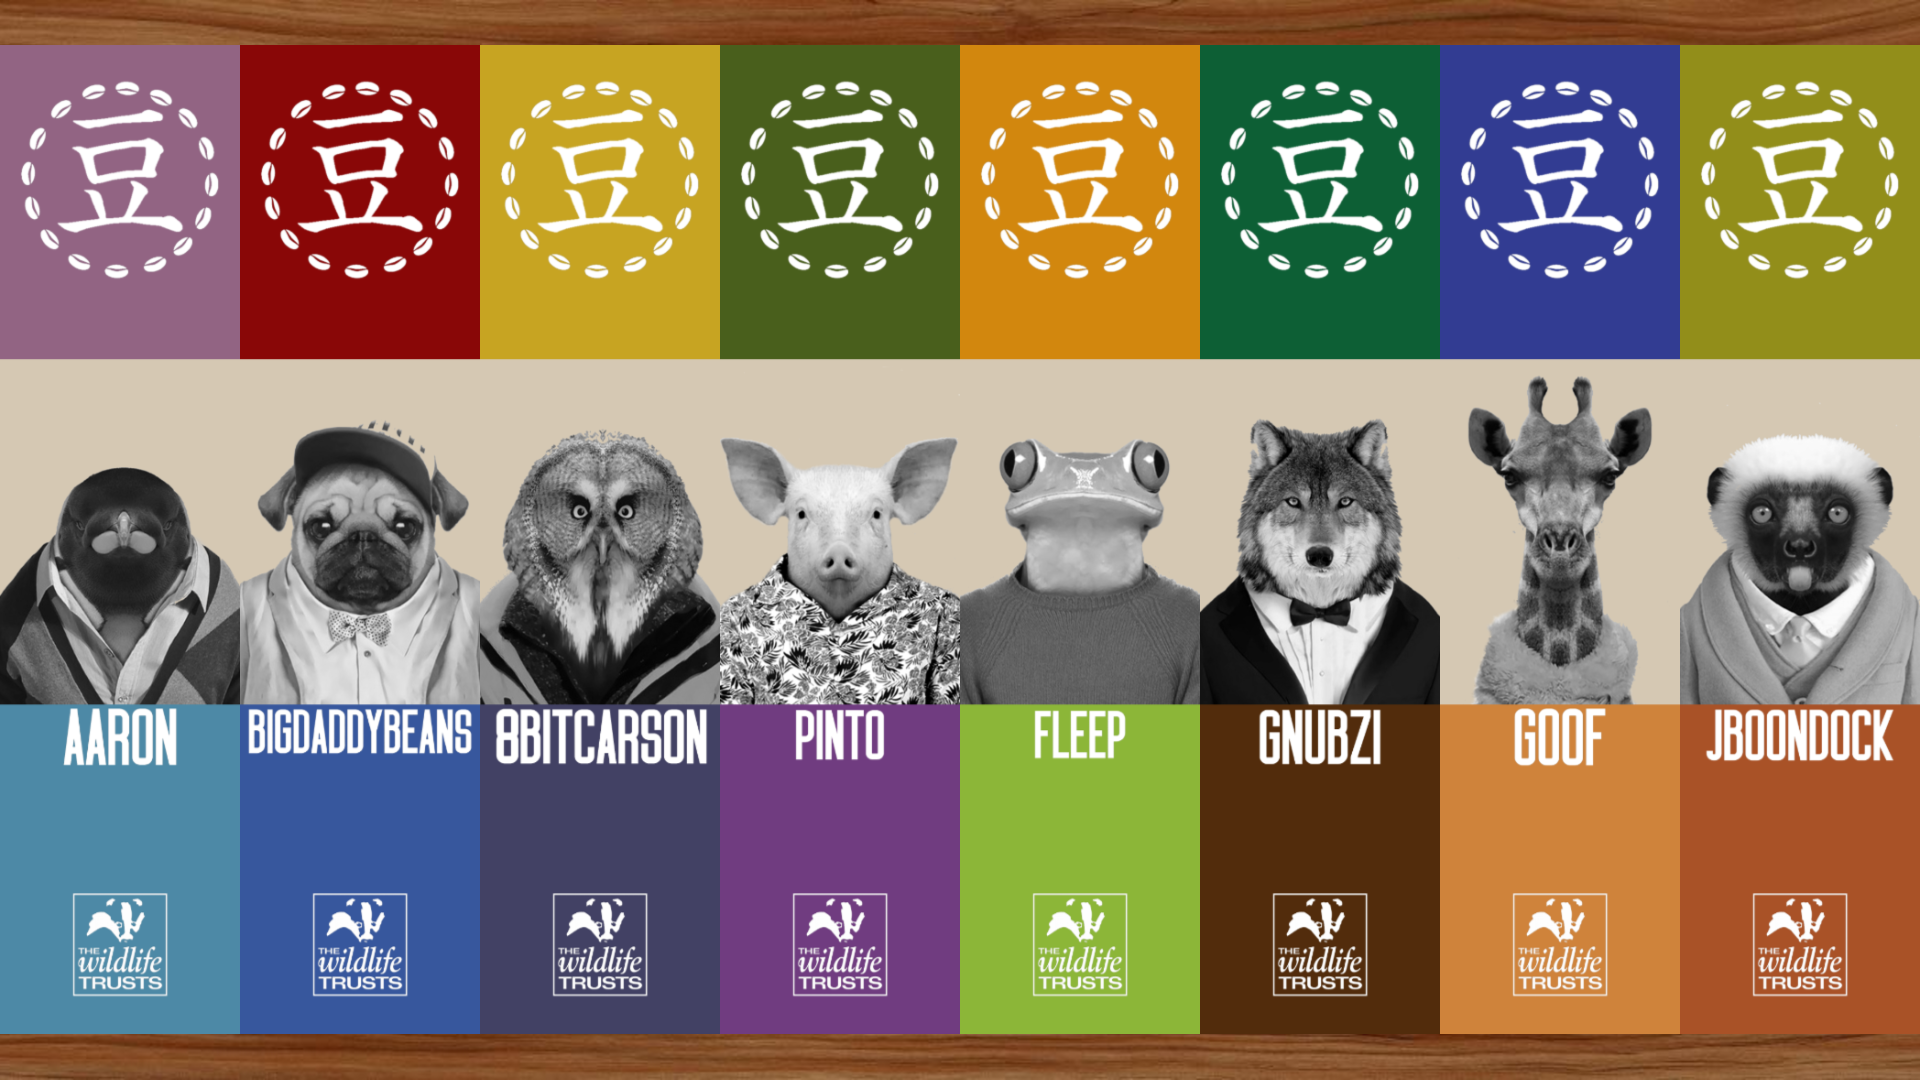 豆 豆 豆 豆 豆 豆 豆 豆
AARON BIGDADDYBEANS 8BITCARSON PINTO FLEEP GNUBZI GOOF JBOONDOCK
THE THE THE THE THE THE THE THE
wildlife wildlife wildlife wildlife wildlife wildlife wildlife wildlife
TRUSTS TRUSTS TRUSTS TRUSTS TRUSTS TRUSTS TRUSTS TRUSTS